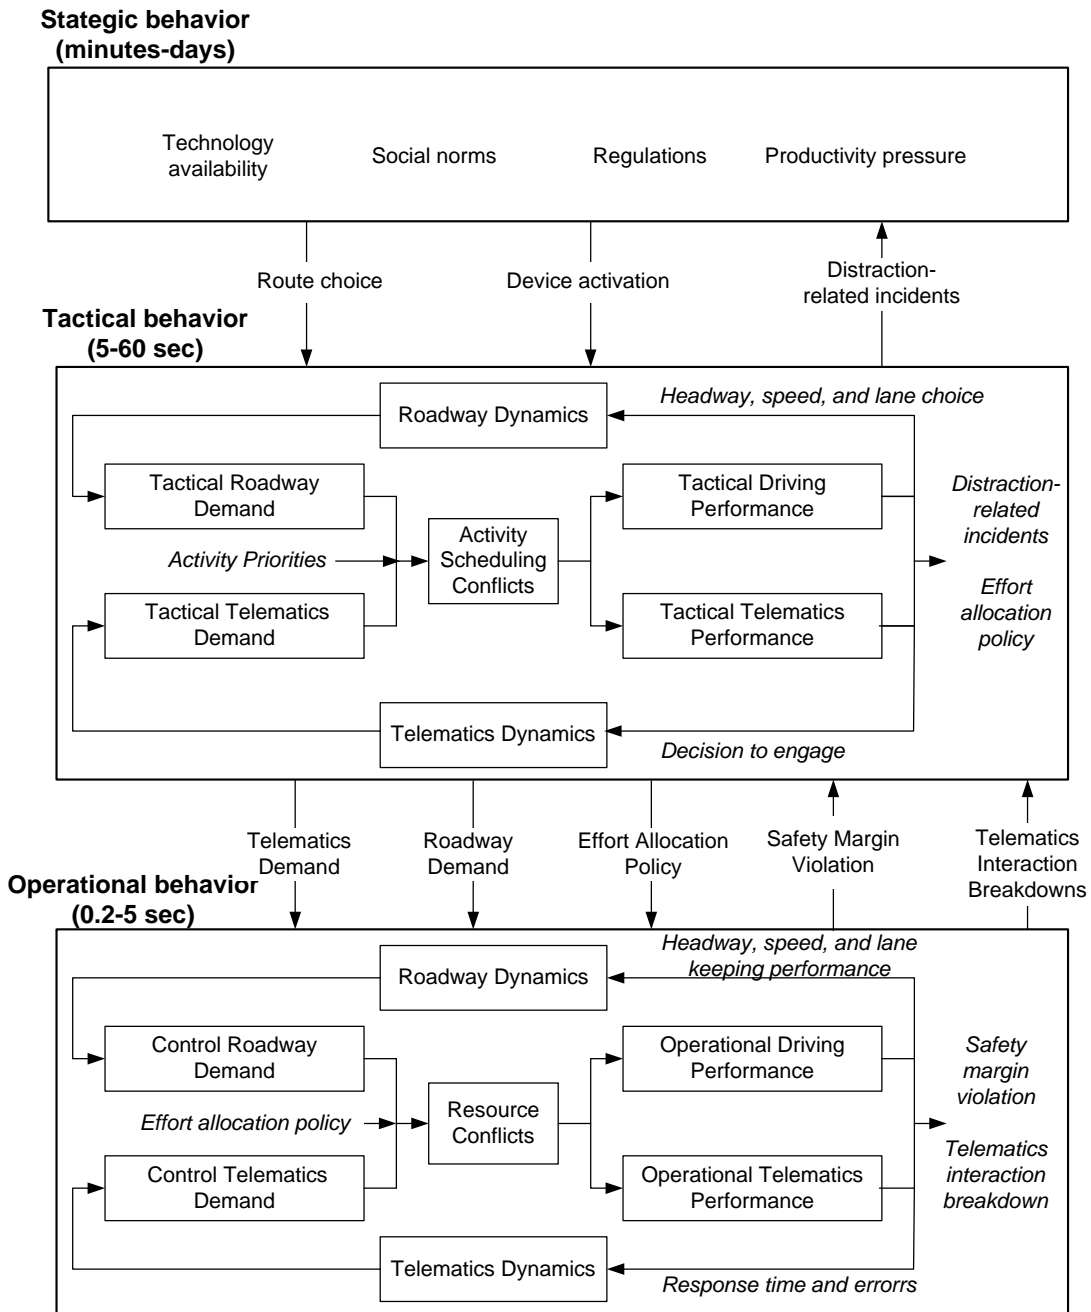 Stategic behavior
(minutes-days)
Technology
availability
Social norms
Regulations
Productivity pressure
Route choice
Device activation
Distraction-
related incidents
Tactical behavior
(5-60 sec)
Roadway Dynamics
Headway, speed, and lane choice
Tactical Roadway
Demand
Tactical Driving
Performance
Distraction-
related
incidents
Activity Priorities
Activity
Scheduling
Conflicts
Effort
allocation
policy
Tactical Telematics
Demand
Tactical Telematics
Performance
Telematics Dynamics
Decision to engage
Telematics
Demand
Roadway
Demand
Effort Allocation
Policy
Safety Margin
Violation
Telematics
Interaction
Breakdowns
Operational behavior
(0.2-5 sec)
Roadway Dynamics
Headway, speed, and lane
keeping performance
Control Roadway
Demand
Operational Driving
Performance
Safety
margin
violation
Effort allocation policy
Resource
Conflicts
Telematics
interaction
breakdown
Control Telematics
Demand
Operational Telematics
Performance
Telematics Dynamics
Response time and errorrs